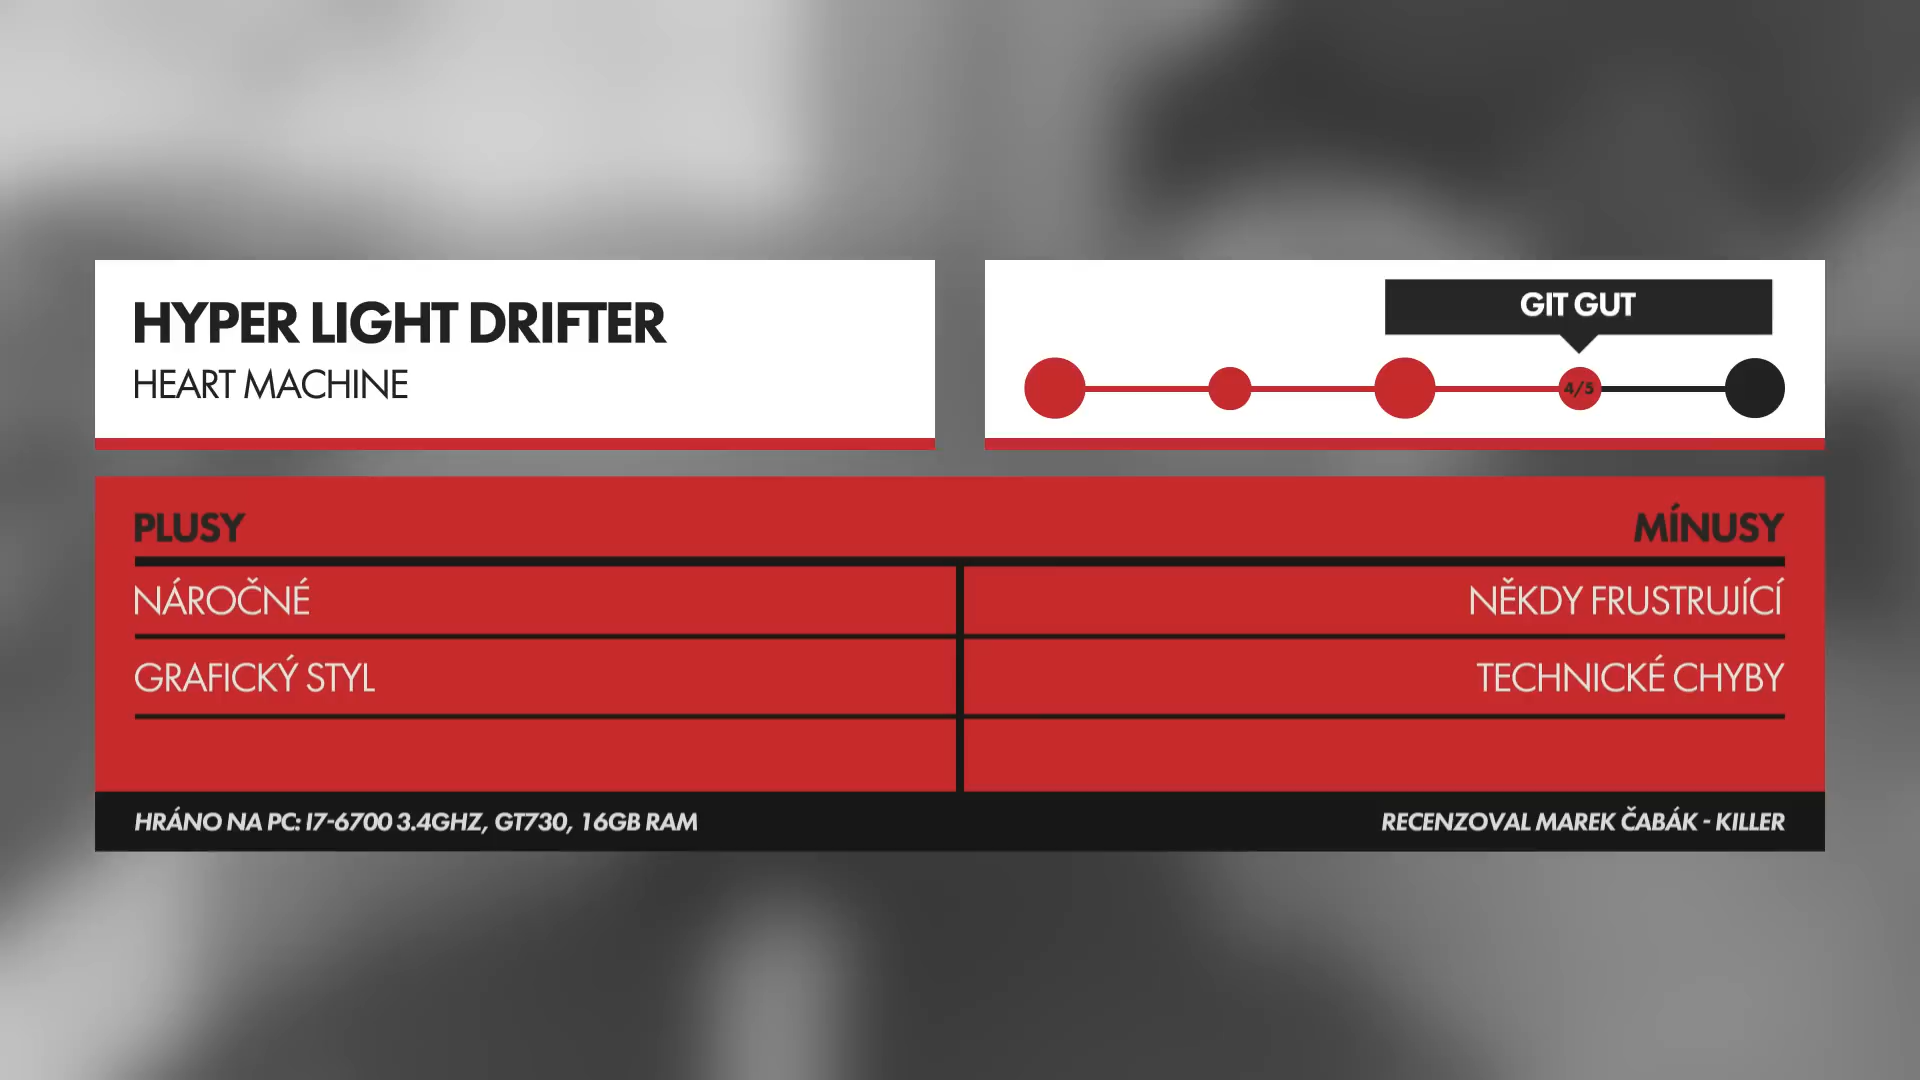 HYPER LIGHT DRIFTER
HEART MACHINE
GIT GUT
4/5
PLUSY
MÍNUSY
NÁROČNÉ
NĚKDY FRUSTRUJÍCÍ
GRAFICKÝ STYL
TECHNICKÉ CHYBY
HRÁNO NA PC: I7-6700 3.4GHZ, GT730, 16GB RAM
RECENZOVAL MAREK ČABÁK - KILLER